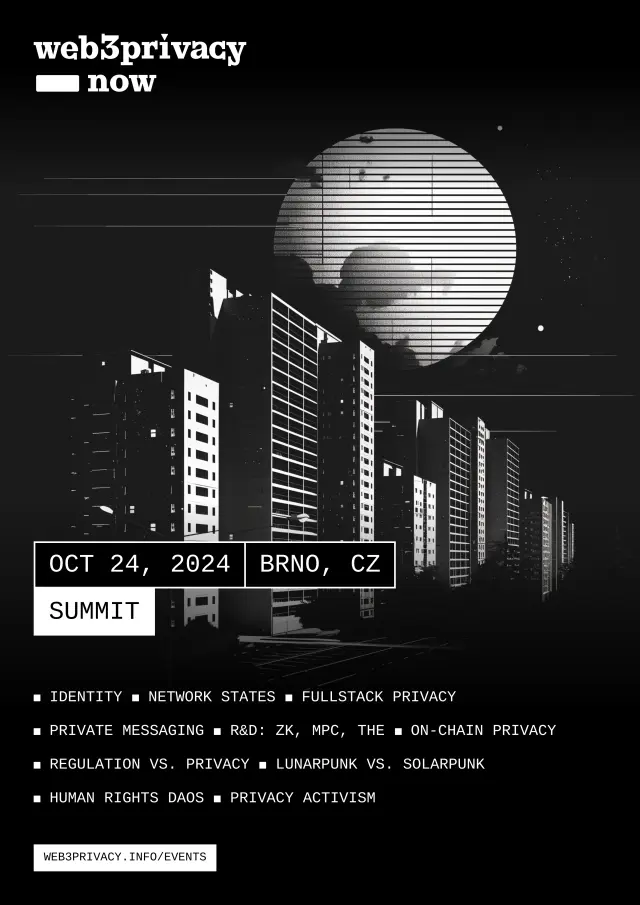 web3privacy
now
OCT 24, 2024 BRNO, CZ
SUMMIT
■ IDENTITY ■ NETWORK STATES ■ FULLSTACK PRIVACY
■ PRIVATE MESSAGING ■ R&D: ZK, MPC, THE ■ ON-CHAIN PRIVACY
■ REGULATION VS. PRIVACY ■ LUNARPUNK VS. SOLARPUNK
■ HUMAN RIGHTS DAOS ■ PRIVACY ACTIVISM
WEB3PRIVACY.INFO/EVENTS